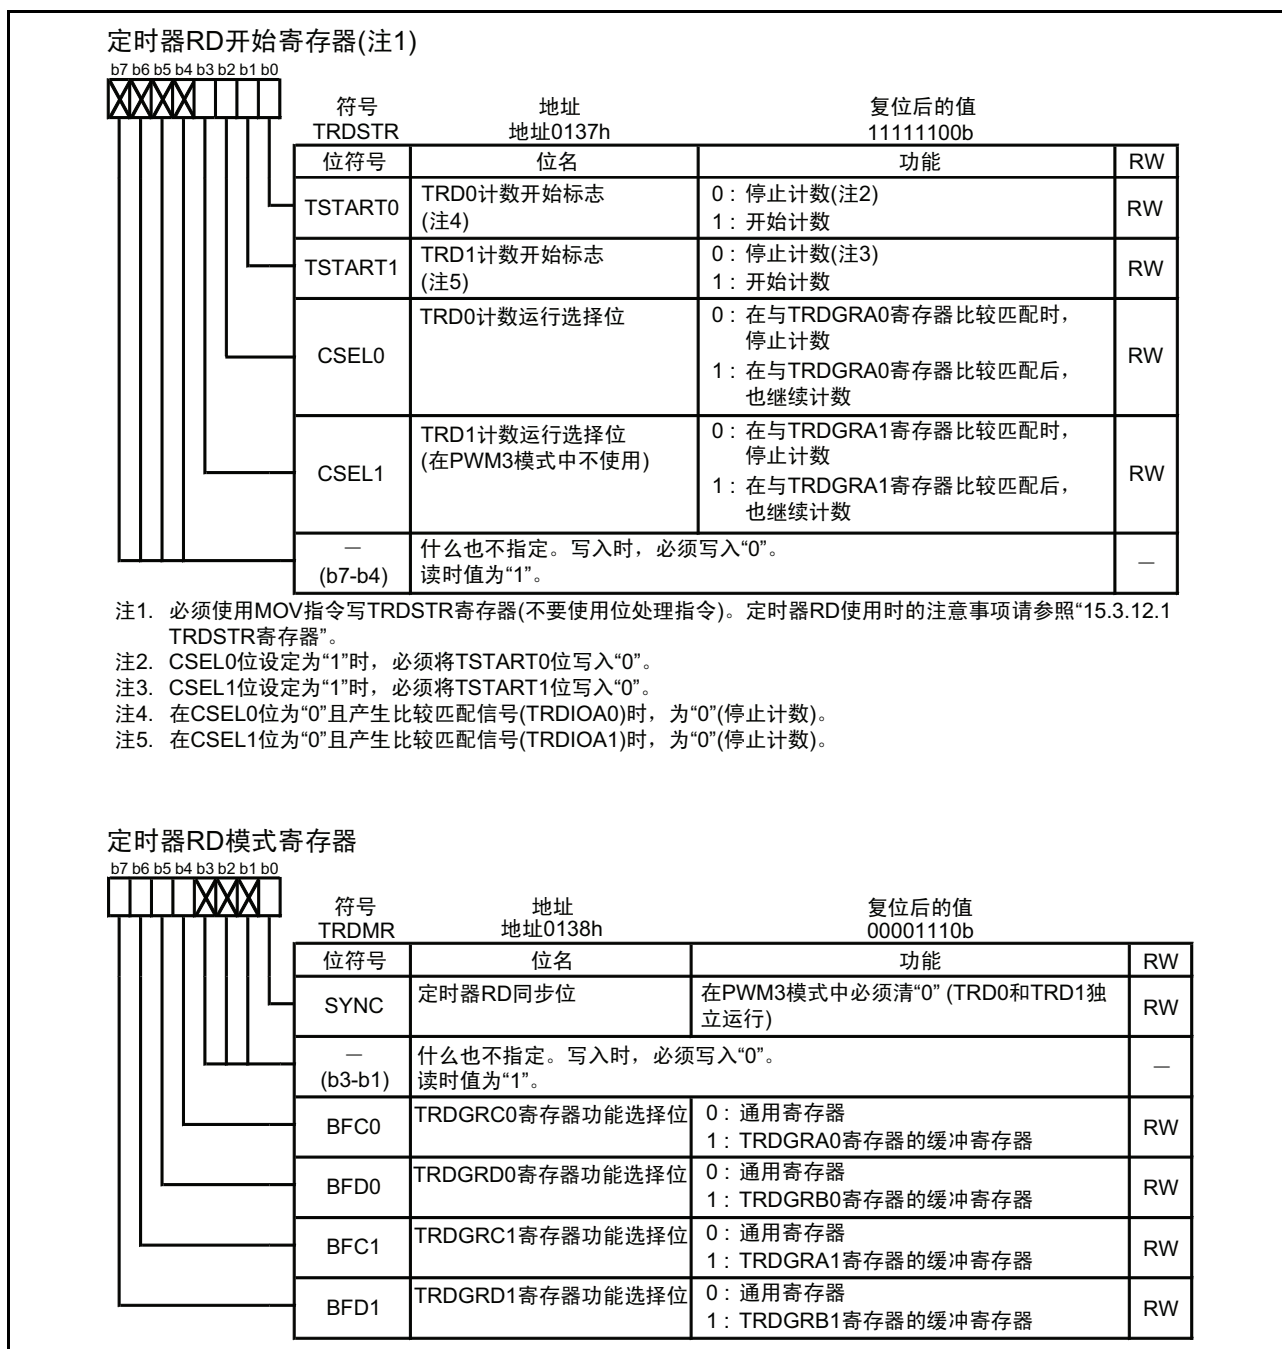 定时器RD开始寄存器(注1)
b7 b6 b5 b4 b3 b2 b1 b0
符号 地址 复位后的值
TRDSTR 地址0137h 11111100b
位符号 位名 功能 RW
TSTART0 TRD0计数开始标志 0：停止计数(注2) RW
(注4) 1：开始计数
TSTART1 TRD1计数开始标志 0：停止计数(注3) RW
(注5) 1：开始计数
CSEL0 TRD0计数运行选择位 0：在与TRDGRA0寄存器比较匹配时， RW
停止计数
1：在与TRDGRA0寄存器比较匹配后，
也继续计数
CSEL1 TRD1计数运行选择位 0：在与TRDGRA1寄存器比较匹配时， RW
(在PWM3模式中不使用) 停止计数
1：在与TRDGRA1寄存器比较匹配后，
也继续计数
— 什么也不指定。写入时，必须写入“0”。 —
(b7-b4) 读时值为“1”。
注1. 必须使用MOV指令写TRDSTR寄存器(不要使用位处理指令)。定时器RD使用时的注意事项请参照“15.3.12.1
TRDSTR寄存器”。
注2. CSEL0位设定为“1”时，必须将TSTART0位写入“0”。
注3. CSEL1位设定为“1”时，必须将TSTART1位写入“0”。
注4. 在CSEL0位为“0”且产生比较匹配信号(TRDIOA0)时，为“0”(停止计数)。
注5. 在CSEL1位为“0”且产生比较匹配信号(TRDIOA1)时，为“0”(停止计数)。
定时器RD模式寄存器
b7 b6 b5 b4 b3 b2 b1 b0
符号 地址 复位后的值
TRDMR 地址0138h 00001110b
位符号 位名 功能 RW
SYNC 定时器RD同步位 在PWM3模式中必须清“0” (TRD0和TRD1独 RW
立运行)
— 什么也不指定。写入时，必须写入“0”。 —
(b3-b1) 读时值为“1”。
BFC0 TRDGRC0寄存器功能选择位 0：通用寄存器 RW
1：TRDGRA0寄存器的缓冲寄存器
BFD0 TRDGRD0寄存器功能选择位 0：通用寄存器 RW
1：TRDGRB0寄存器的缓冲寄存器
BFC1 TRDGRC1寄存器功能选择位 0：通用寄存器 RW
1：TRDGRA1寄存器的缓冲寄存器
BFD1 TRDGRD1寄存器功能选择位 0：通用寄存器 RW
1：TRDGRB1寄存器的缓冲寄存器